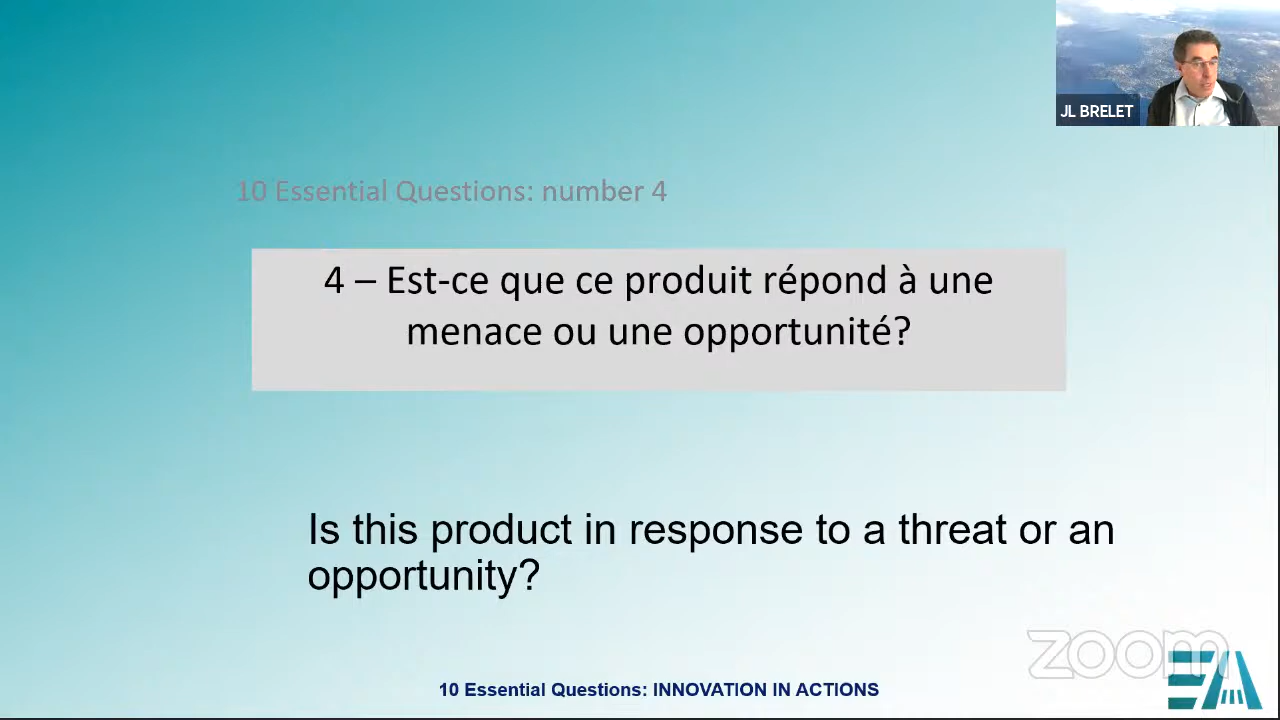 JL BRELET
10 Essential Questions: number 4
4 – Est-ce que ce produit répond à une
menace ou une opportunité?
Is this product in response to a threat or an
opportunity?
zoom
EA
10 Essential Questions: INNOVATION IN ACTIONS